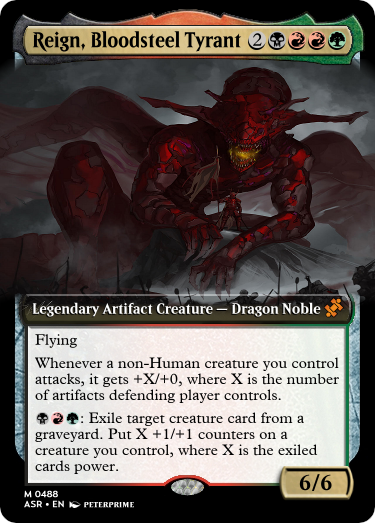 Reign, Bloodsteel Tyrant 2
Legendary Artifact Creature — Dragon Noble
Flying
Whenever a non-Human creature you control
attacks, it gets +X/+0, where X is the number
of artifacts defending player controls.
: Exile target creature card from a
graveyard. Put X +1/+1 counters on a
creature you control, where X is the exiled
cards power.
6/6
M 0488
ASR • EN PETERPRIME